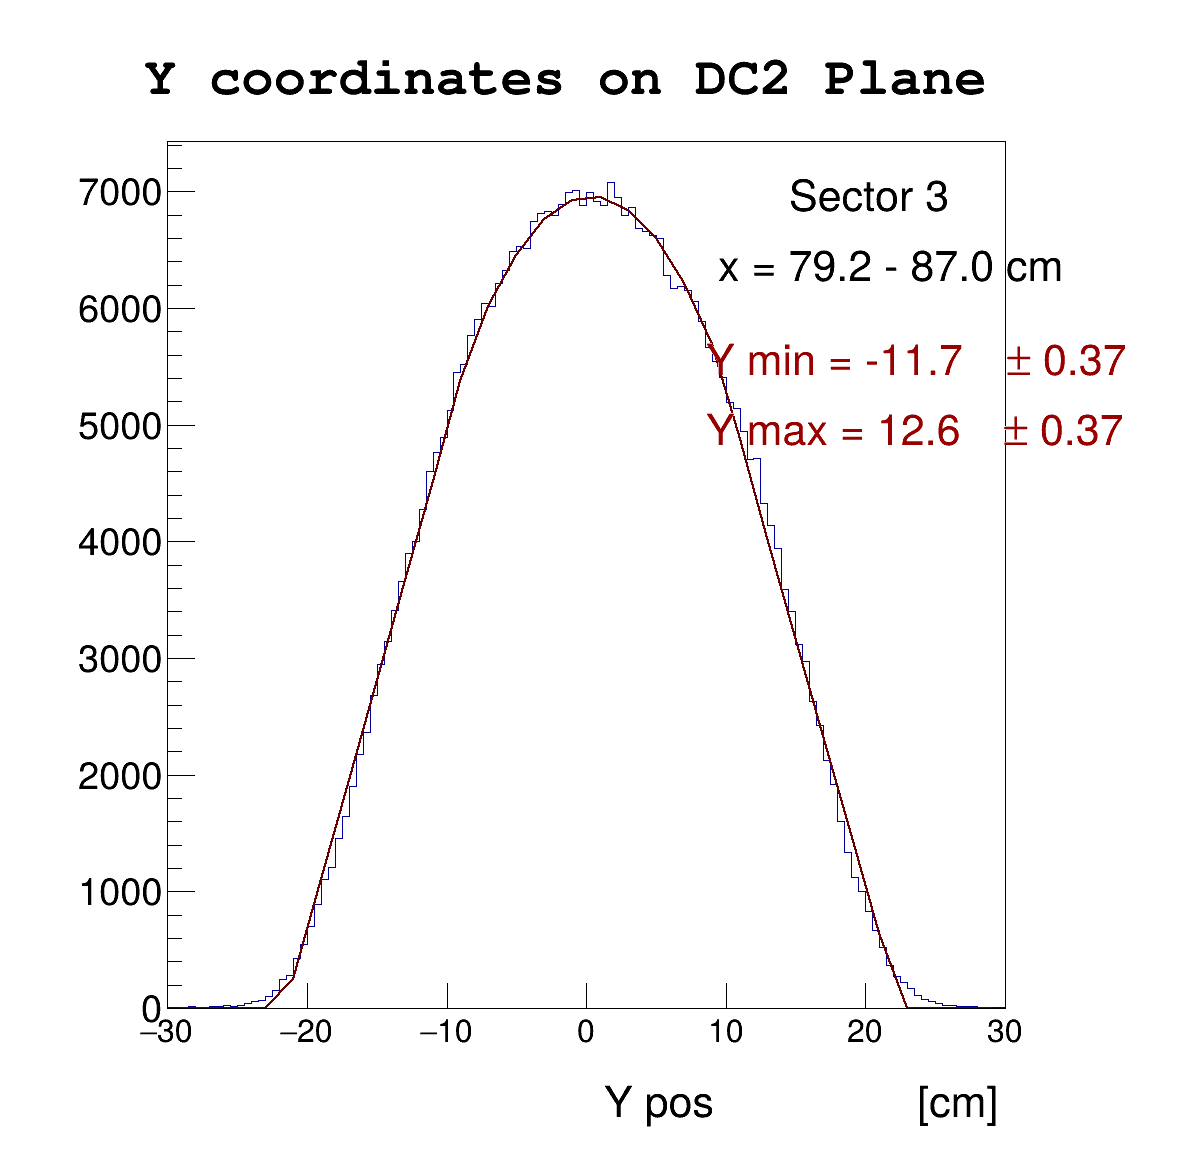 Y coordinates on DC2 Plane
7000
6000
5000
4000
3000
2000
1000
0
Sector 3
x = 79.2 - 87.0 cm
Y min = -11.7 ± 0.37
Y max = 12.6 ± 0.37
−30 −20 −10 0 10 20 30
Y pos [cm]